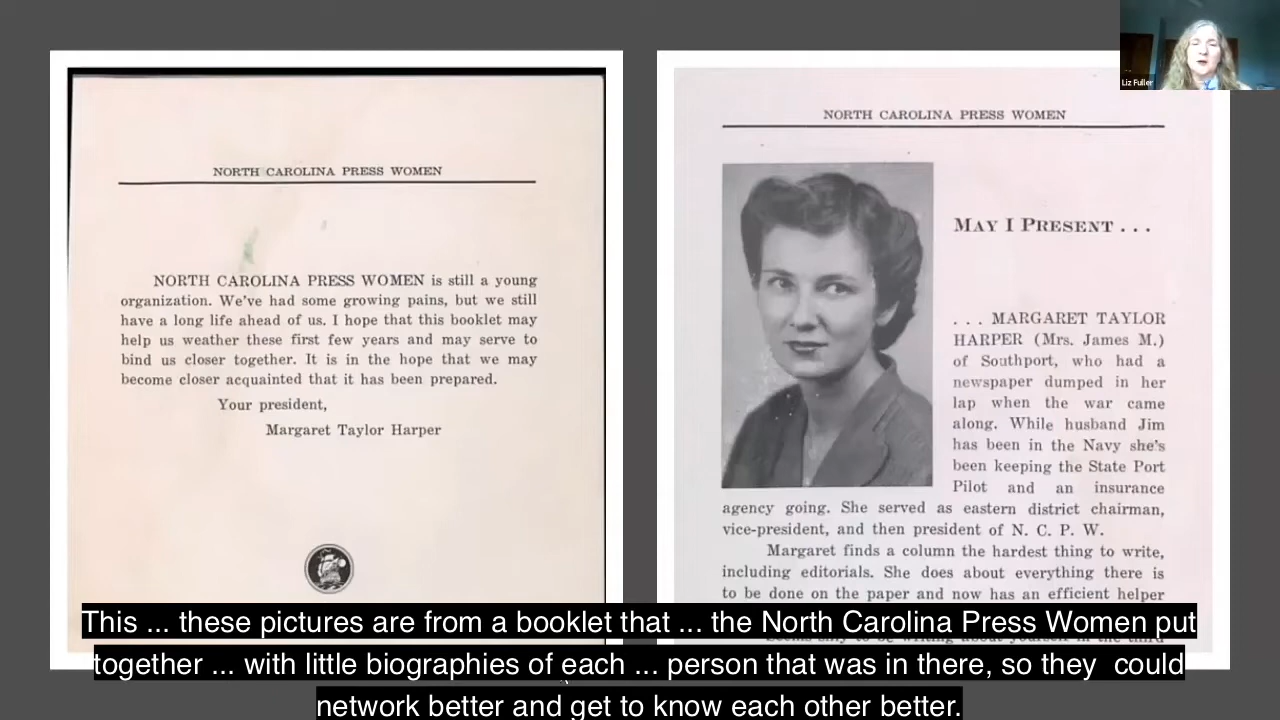 Liz Fuller
NORTH CAROLINA PRESS WOMEN
NORTH CAROLINA PRESS WOMEN is still a young
organization. We've had some growing pains, but we still
have a long life ahead of us. I hope that this booklet may
help us weather these first few years and may serve to
bind us closer together. It is in the hope that we may
become closer acquainted that it has been prepared.
Your president,
Margaret Taylor Harper
NORTH CAROLINA PRESS WOMEN
MAY I PRESENT . . .
. . . MARGARET TAYLOR
HARPER (Mrs. James M.)
of Southport, who had a
newspaper dumped in her
lap when the war came
along. While husband Jim
has been in the Navy she's
been keeping the State Port
Pilot and an insurance
agency going. She served as eastern district chairman,
vice-president, and then president of N. C. P. W.
Margaret finds a column the hardest thing to write,
including editorials. She does about everything there is
to be done on the paper and now has an efficient helper
This ... these pictures are from a booklet that ... the North Carolina Press Women put
together ... with little biographies of each ... person that was in there, so they could
network better and get to know each other better.